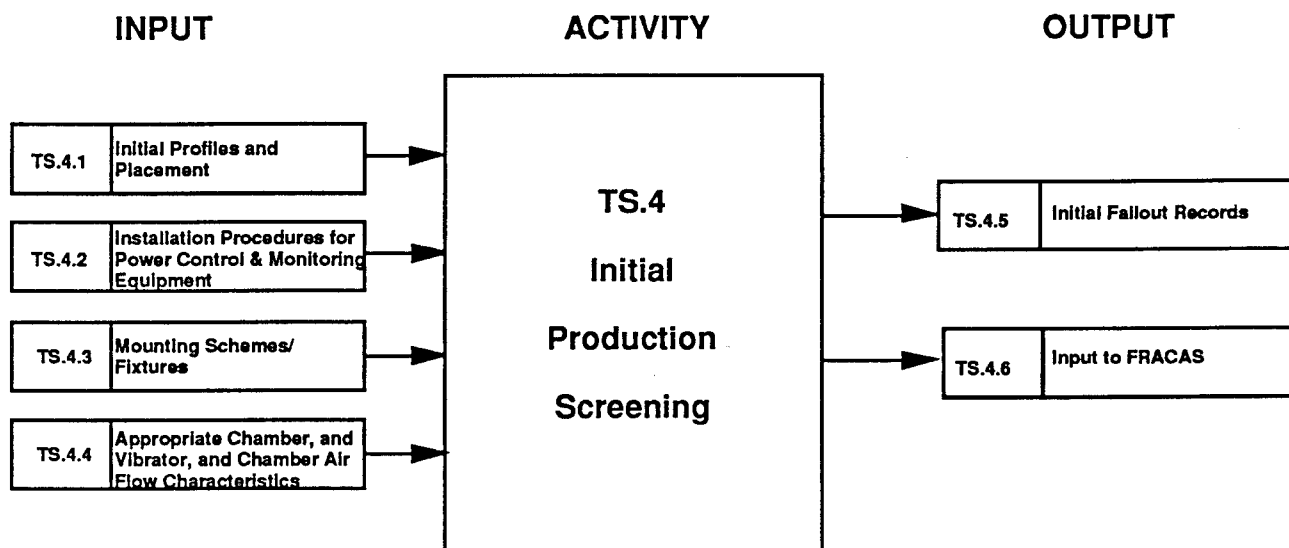 INPUT
ACTIVITY
OUTPUT
TS.4.1
Initial Profiles and
Placement
TS.4.2
Installation Procedures for
Power Control & Monitoring
Equipment
TS.4.3
Mounting Schemes/
Fixtures
TS.4.4
Appropriate Chamber, and
Vibrator, and Chamber Air
Flow Characteristics
TS.4
Initial
Production
Screening
TS.4.5
Initial Fallout Records
TS.4.6
Input to FRACAS